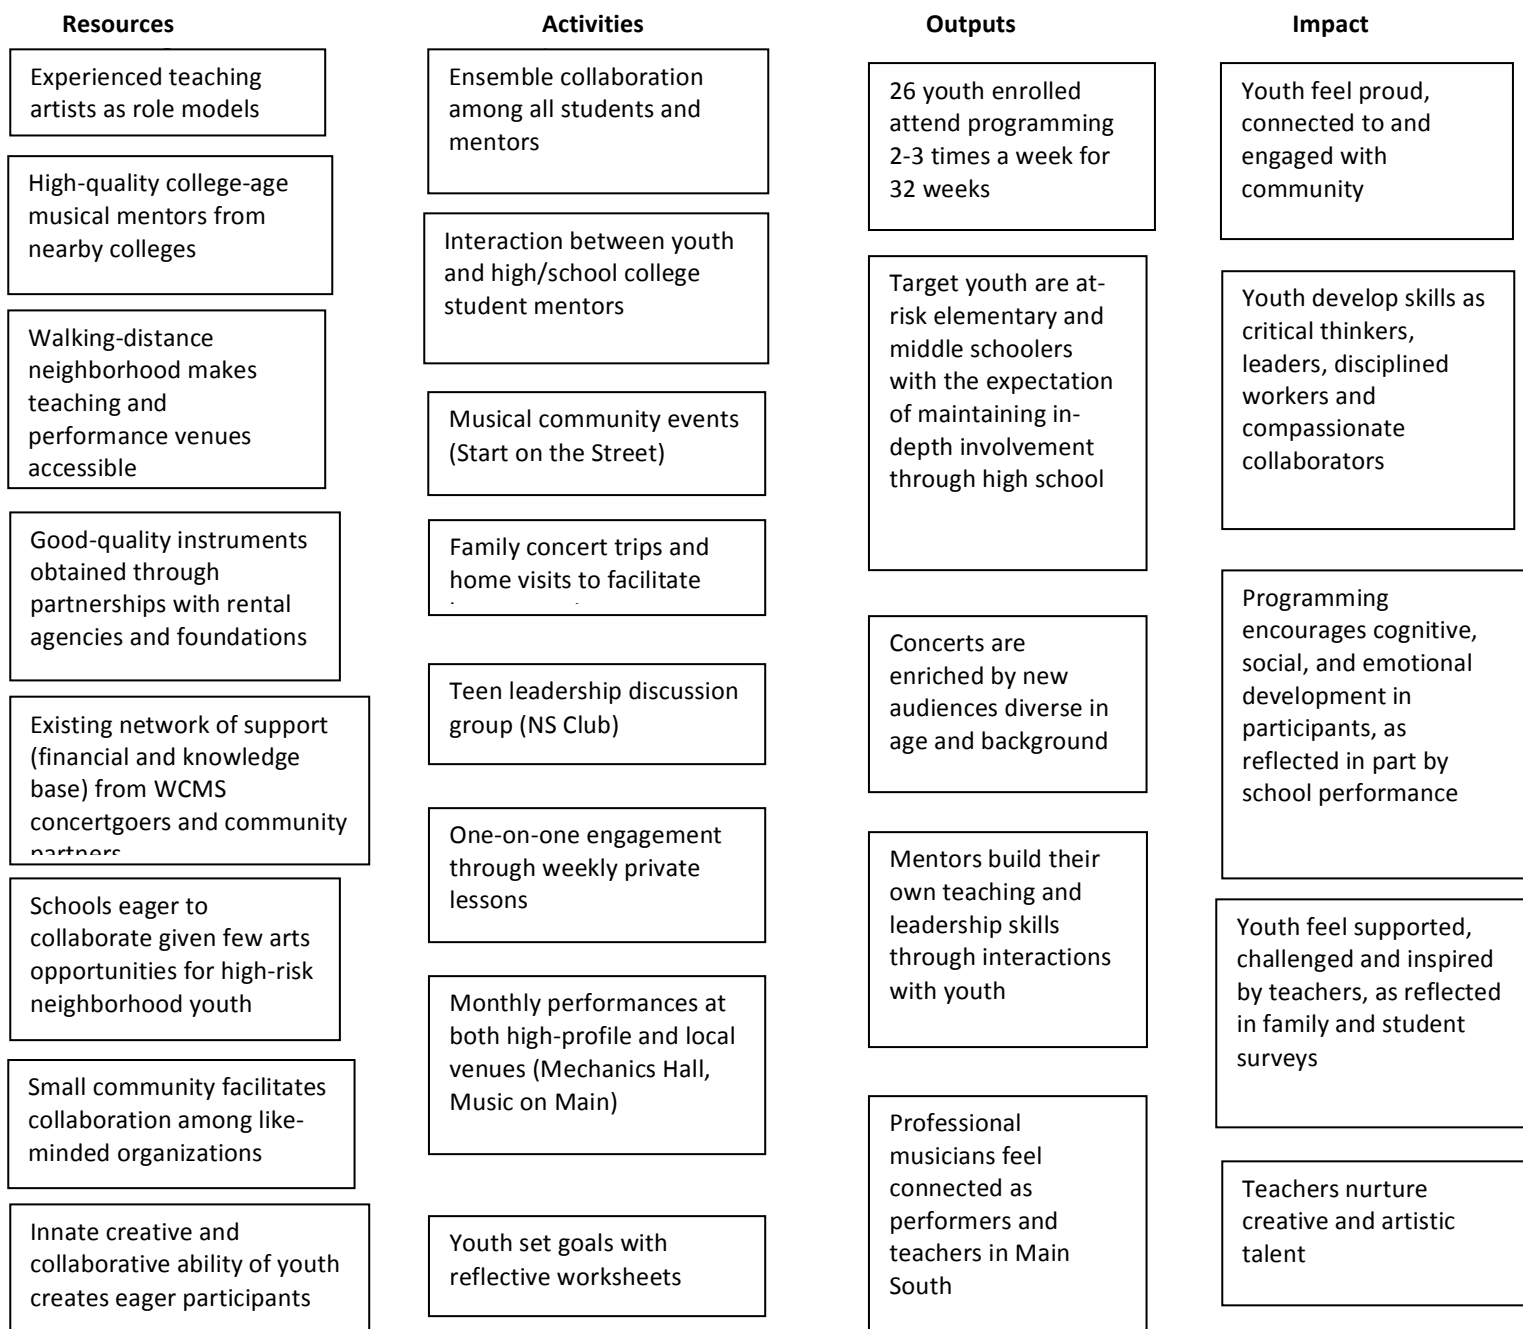 Resources
Experienced teaching
artists as role models
High-quality college-age
musical mentors from
nearby colleges
Walking-distance
neighborhood makes
teaching and
performance venues
accessible
Good-quality instruments
obtained through
partnerships with rental
agencies and foundations
Existing network of support
(financial and knowledge
base) from WCMS
concertgoers and community
partners
Schools eager to
collaborate given few arts
opportunities for high-risk
neighborhood youth
Small community facilitates
collaboration among like-
minded organizations
Innate creative and
collaborative ability of youth
creates eager participants
Activities
Ensemble collaboration
among all students and
mentors
Interaction between youth
and high/school college
student mentors
Musical community events
(Start on the Street)
Family concert trips and
home visits to facilitate
Teen leadership discussion
group (NS Club)
One-on-one engagement
through weekly private
lessons
Monthly performances at
both high-profile and local
venues (Mechanics Hall,
Music on Main)
Youth set goals with
reflective worksheets
Outputs
26 youth enrolled
attend programming
2-3 times a week for
32 weeks
Target youth are at-
risk elementary and
middle schoolers
with the expectation
of maintaining in-
depth involvement
through high school
Concerts are
enriched by new
audiences diverse in
age and background
Mentors build their
own teaching and
leadership skills
through interactions
with youth
Professional
musicians feel
connected as
performers and
teachers in Main
South
Impact
Youth feel proud,
connected to and
engaged with
community
Youth develop skills as
critical thinkers,
leaders, disciplined
workers and
compassionate
collaborators
Programming
encourages cognitive,
social, and emotional
development in
participants, as
reflected in part by
school performance
Youth feel supported,
challenged and inspired
by teachers, as reflected
in family and student
surveys
Teachers nurture
creative and artistic
talent